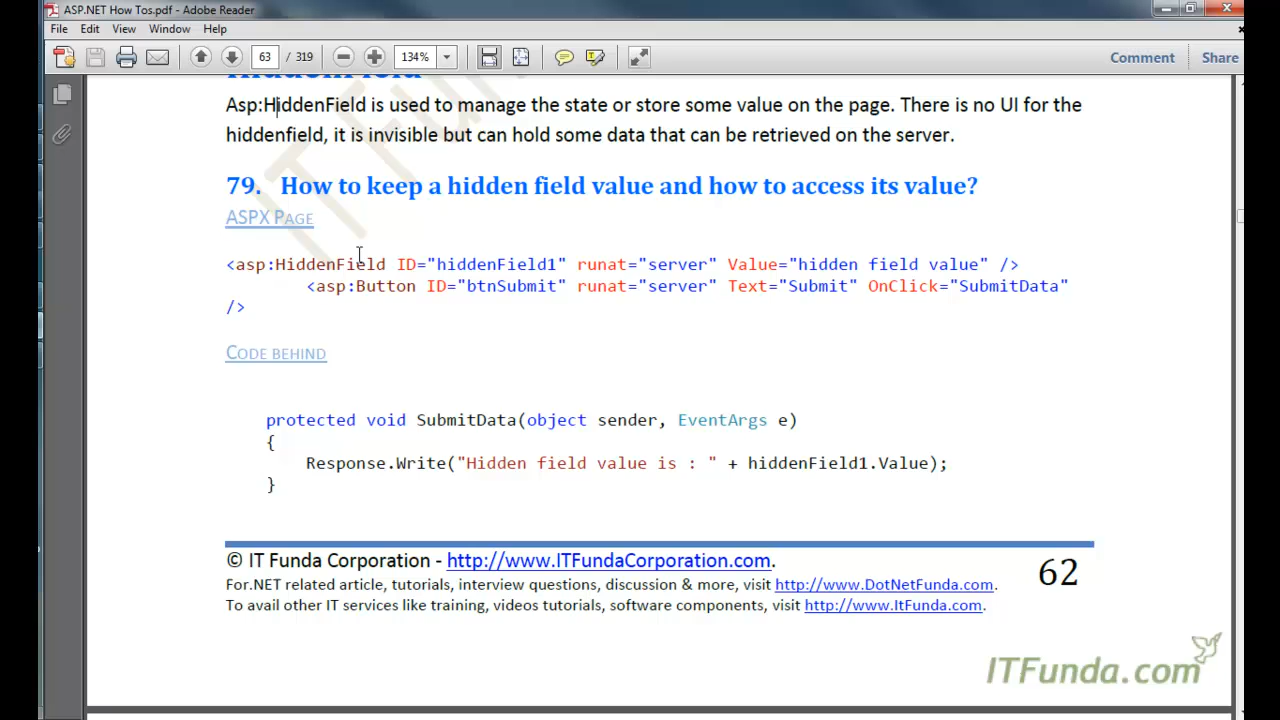 ASP.NET How Tos.pdf - Adobe Reader
File Edit View Window Help
63 / 319 134% Comment Share
HiddenField
Asp:HiddenField is used to manage the state or store some value on the page. There is no UI for the
hiddenfield, it is invisible but can hold some data that can be retrieved on the server.
79. How to keep a hidden field value and how to access its value?
ASPX PAGE
<asp:HiddenField ID="hiddenField1" runat="server" Value="hidden field value" />
<asp:Button ID="btnSubmit" runat="server" Text="Submit" OnClick="SubmitData"
/>
CODE BEHIND
protected void SubmitData(object sender, EventArgs e)
{
Response.Write("Hidden field value is : " + hiddenField1.Value);
}
© IT Funda Corporation - http://www.ITFundaCorporation.com.
For.NET related article, tutorials, interview questions, discussion & more, visit http://www.DotNetFunda.com.
To avail other IT services like training, videos tutorials, software components, visit http://www.ItFunda.com.
62
ITFunda.com